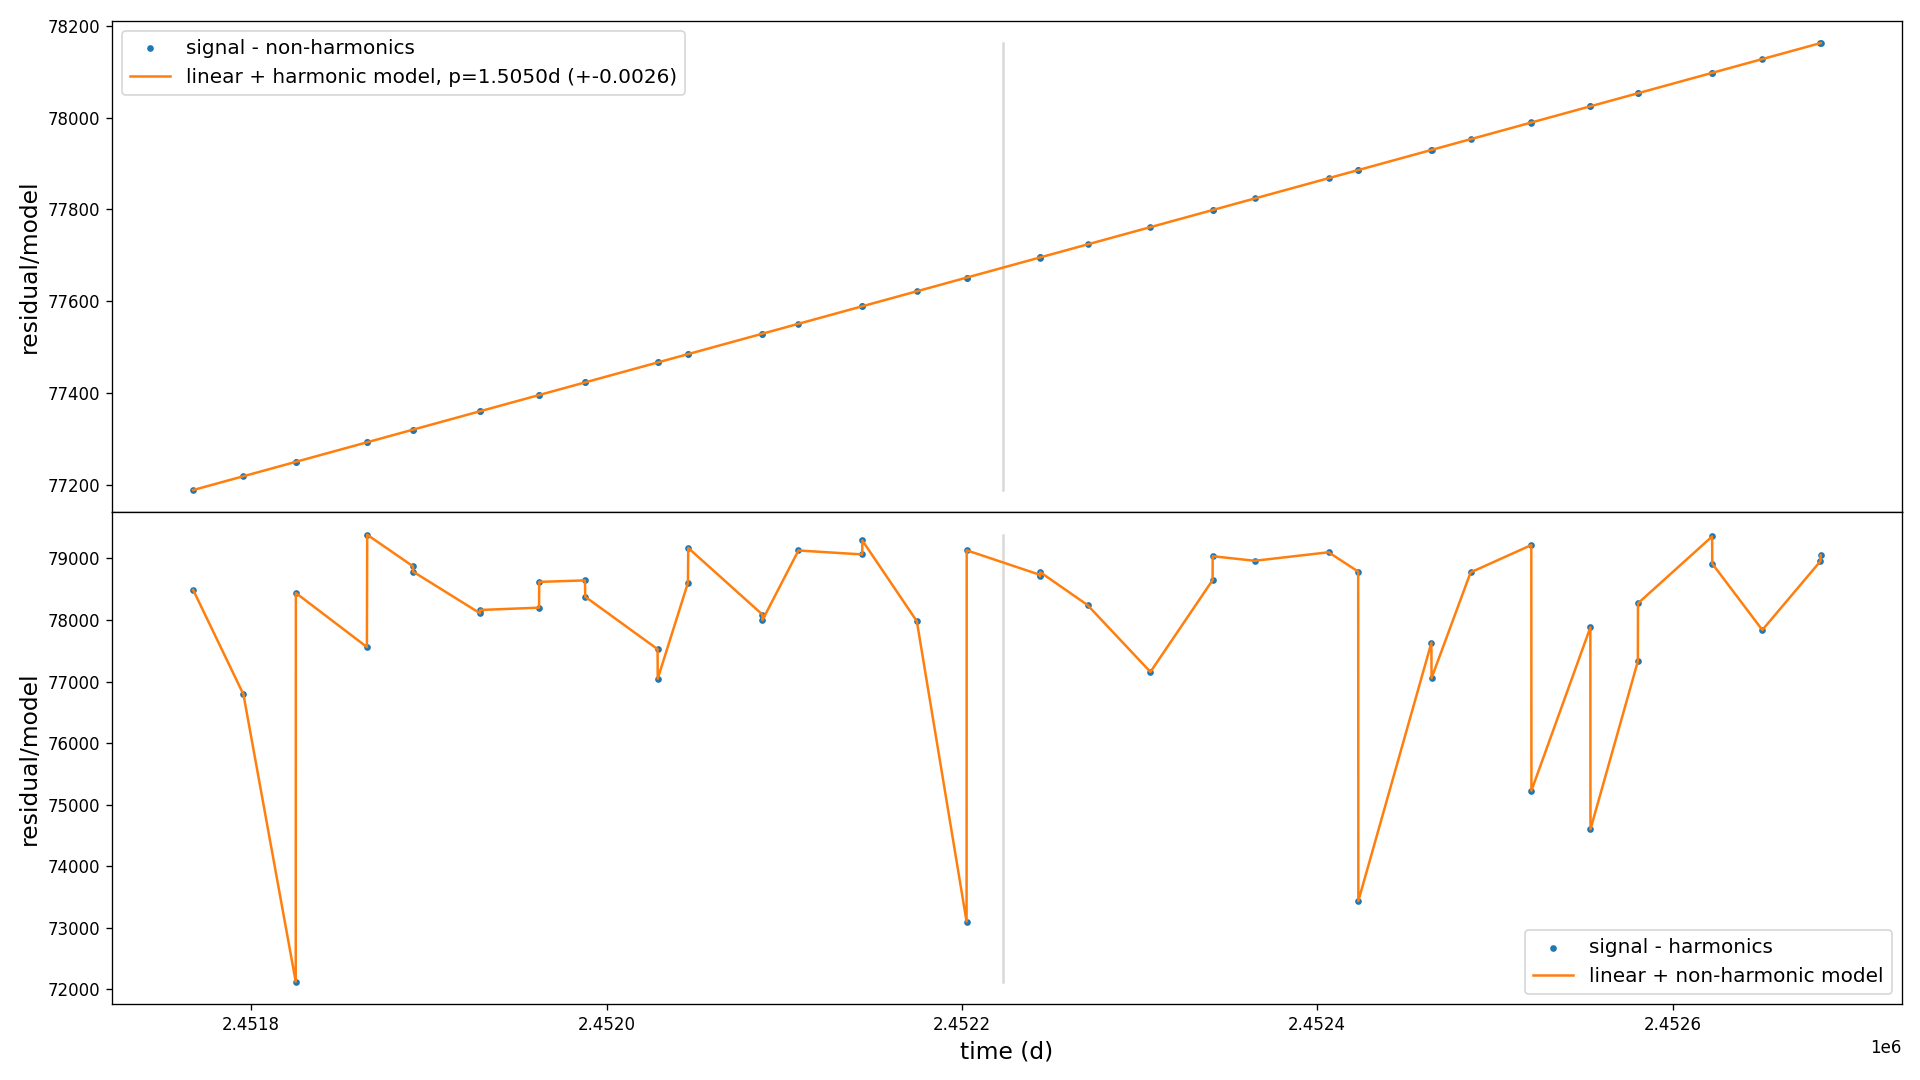 78200
78000
77800
77600
77400
77200
residual/model
signal - non-harmonics
linear + harmonic model, p=1.5050d (+-0.0026)
79000
78000
77000
76000
75000
74000
73000
72000
residual/model
signal - harmonics
linear + non-harmonic model
2.4518 2.4520 2.4522 2.4524 2.4526
1e6
time (d)